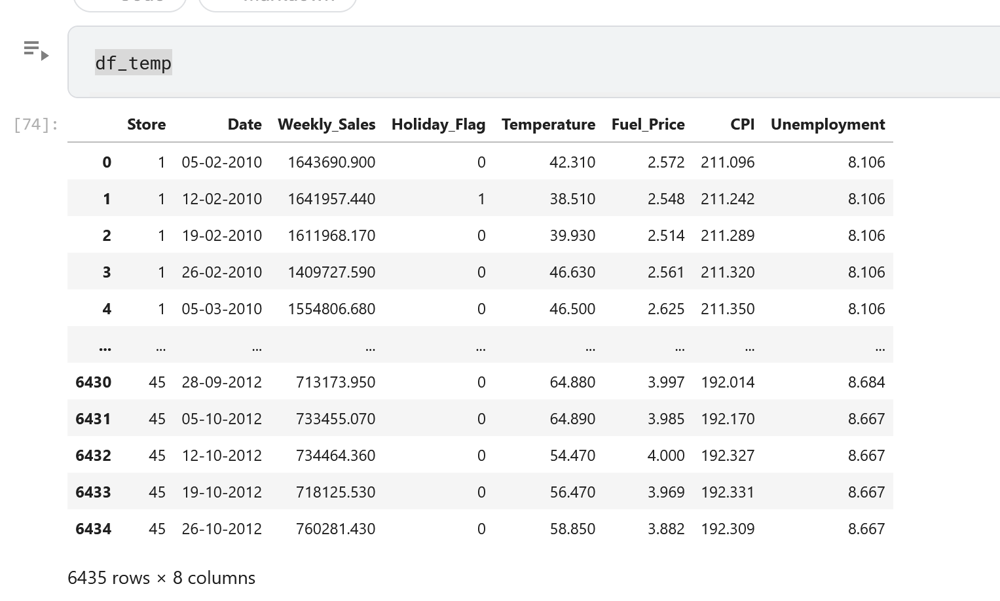 Code Markdown
df_temp
[74]:
Store Date Weekly_Sales Holiday_Flag Temperature Fuel_Price CPI Unemployment
0 1 05-02-2010 1643690.900 0 42.310 2.572 211.096 8.106
1 1 12-02-2010 1641957.440 1 38.510 2.548 211.242 8.106
2 1 19-02-2010 1611968.170 0 39.930 2.514 211.289 8.106
3 1 26-02-2010 1409727.590 0 46.630 2.561 211.320 8.106
4 1 05-03-2010 1554806.680 0 46.500 2.625 211.350 8.106
... ... ... ... ... ... ... ... ...
6430 45 28-09-2012 713173.950 0 64.880 3.997 192.014 8.684
6431 45 05-10-2012 733455.070 0 64.890 3.985 192.170 8.667
6432 45 12-10-2012 734464.360 0 54.470 4.000 192.327 8.667
6433 45 19-10-2012 718125.530 0 56.470 3.969 192.331 8.667
6434 45 26-10-2012 760281.430 0 58.850 3.882 192.309 8.667
6435 rows × 8 columns